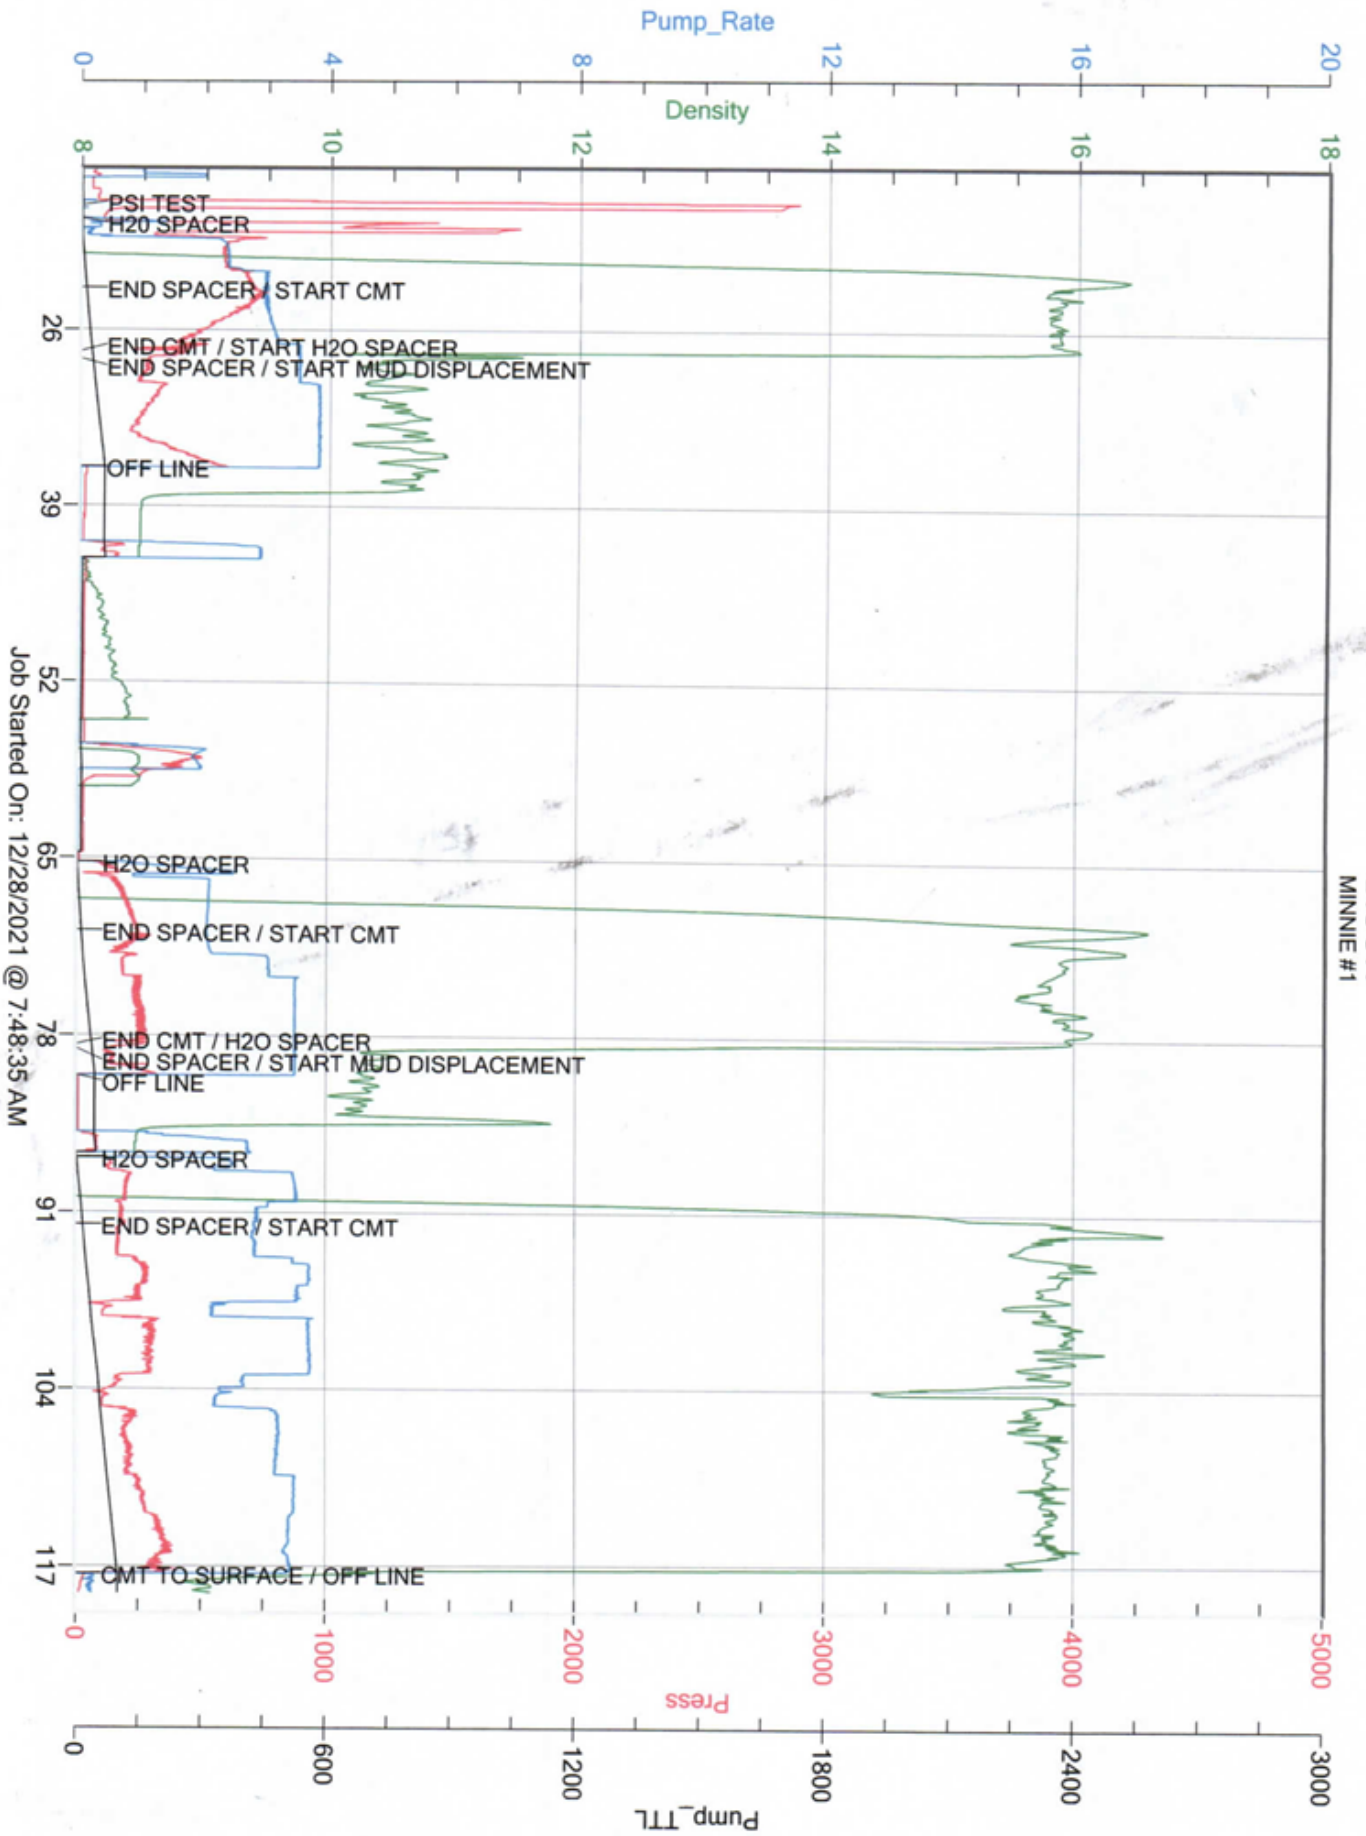 Pump_Rate
0 4 8 12 16 20
Density
8 10 12 14 16 18
PSI TEST
H20 SPACER
END SPACER / START CMT
26
END CMT / START H2O SPACER
END SPACER / START MUD DISPLACEMENT
OFF LINE
39
52
65
H2O SPACER
END SPACER / START CMT
78
END CMT / H2O SPACER
END SPACER / START MUD DISPLACEMENT
OFF LINE
H2O SPACER
91
END SPACER / START CMT
104
117
CMT TO SURFACE / OFF LINE
Job Started On: 12/28/2021 @ 7:48:35 AM
MINNIE #1
0 1000 2000 3000 4000 5000
Press
0 600 1200 1800 2400 3000
Pump_TTL